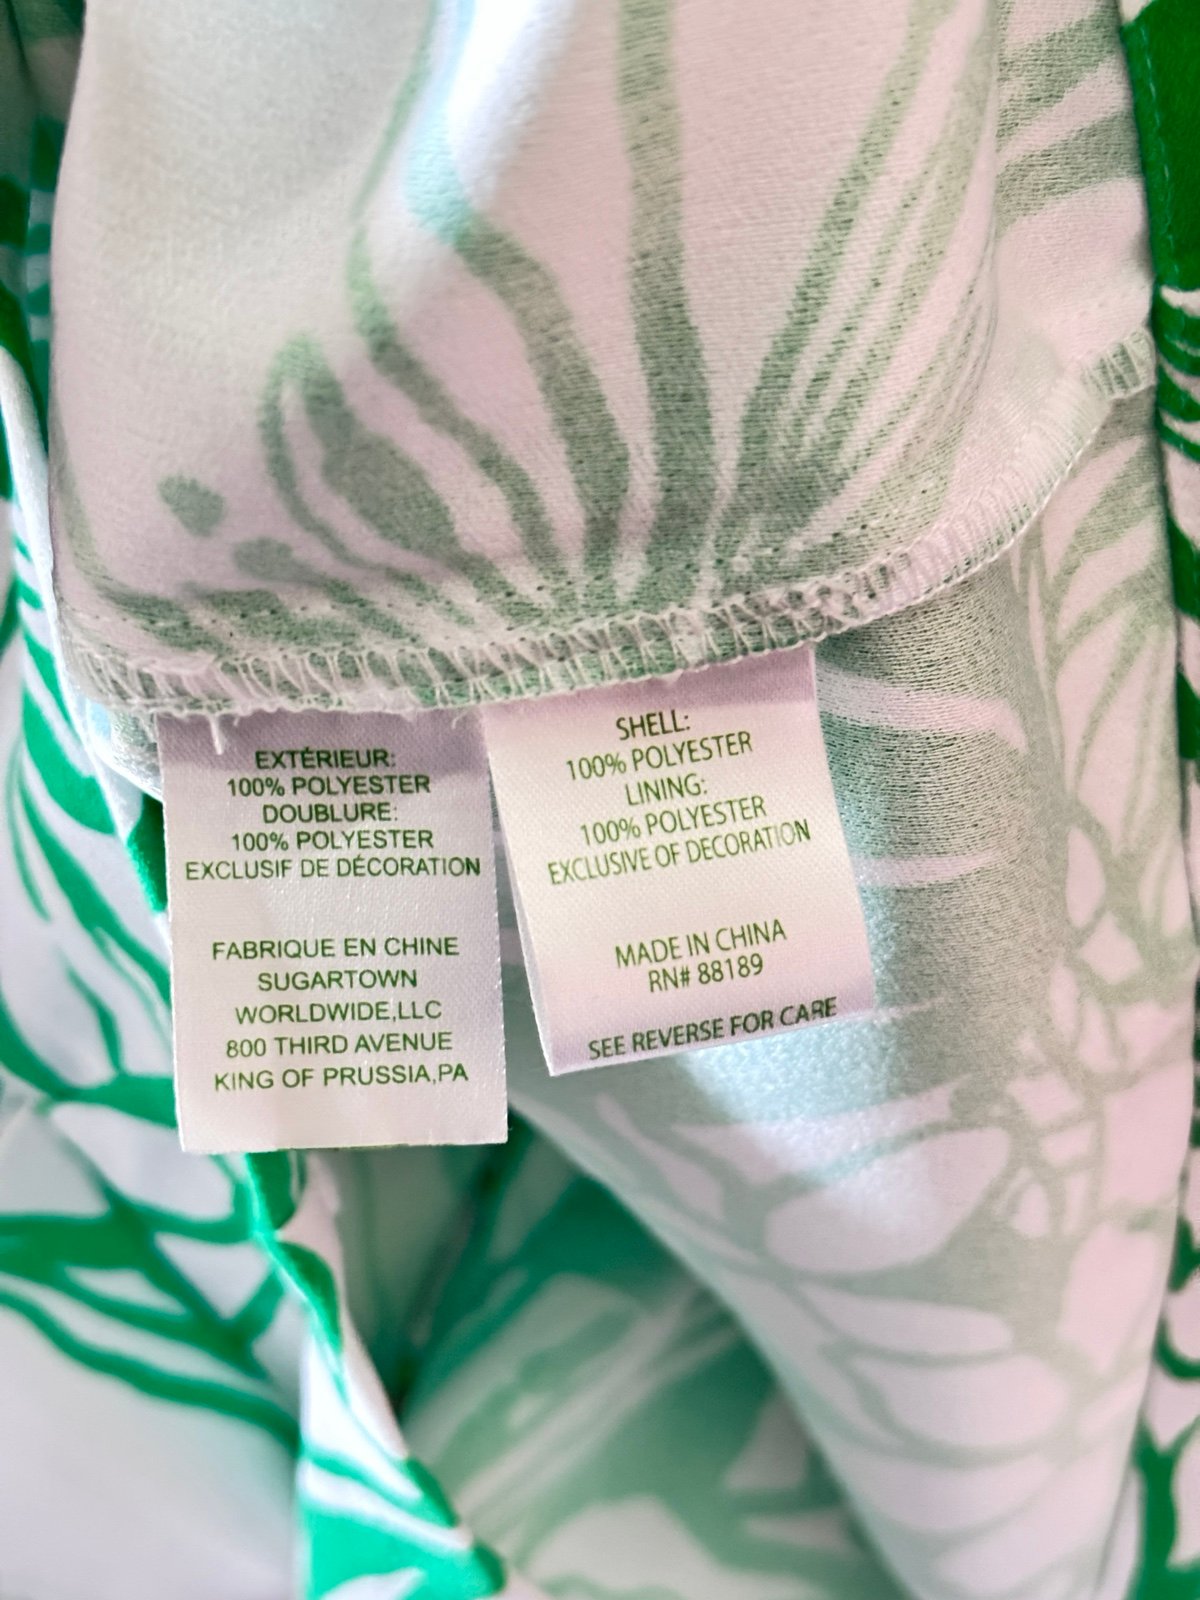 EXTÉRIEUR:
100% POLYESTER
DOUBLURE:
100% POLYESTER
EXCLUSIF DE DÉCORATION
FABRIQUE EN CHINE
SUGARTOWN
WORLDWIDE,LLC
800 THIRD AVENUE
KING OF PRUSSIA,PA
SHELL:
100% POLYESTER
LINING:
100% POLYESTER
EXCLUSIVE OF DECORATION
MADE IN CHINA
RN# 88189
SEE REVERSE FOR CARE